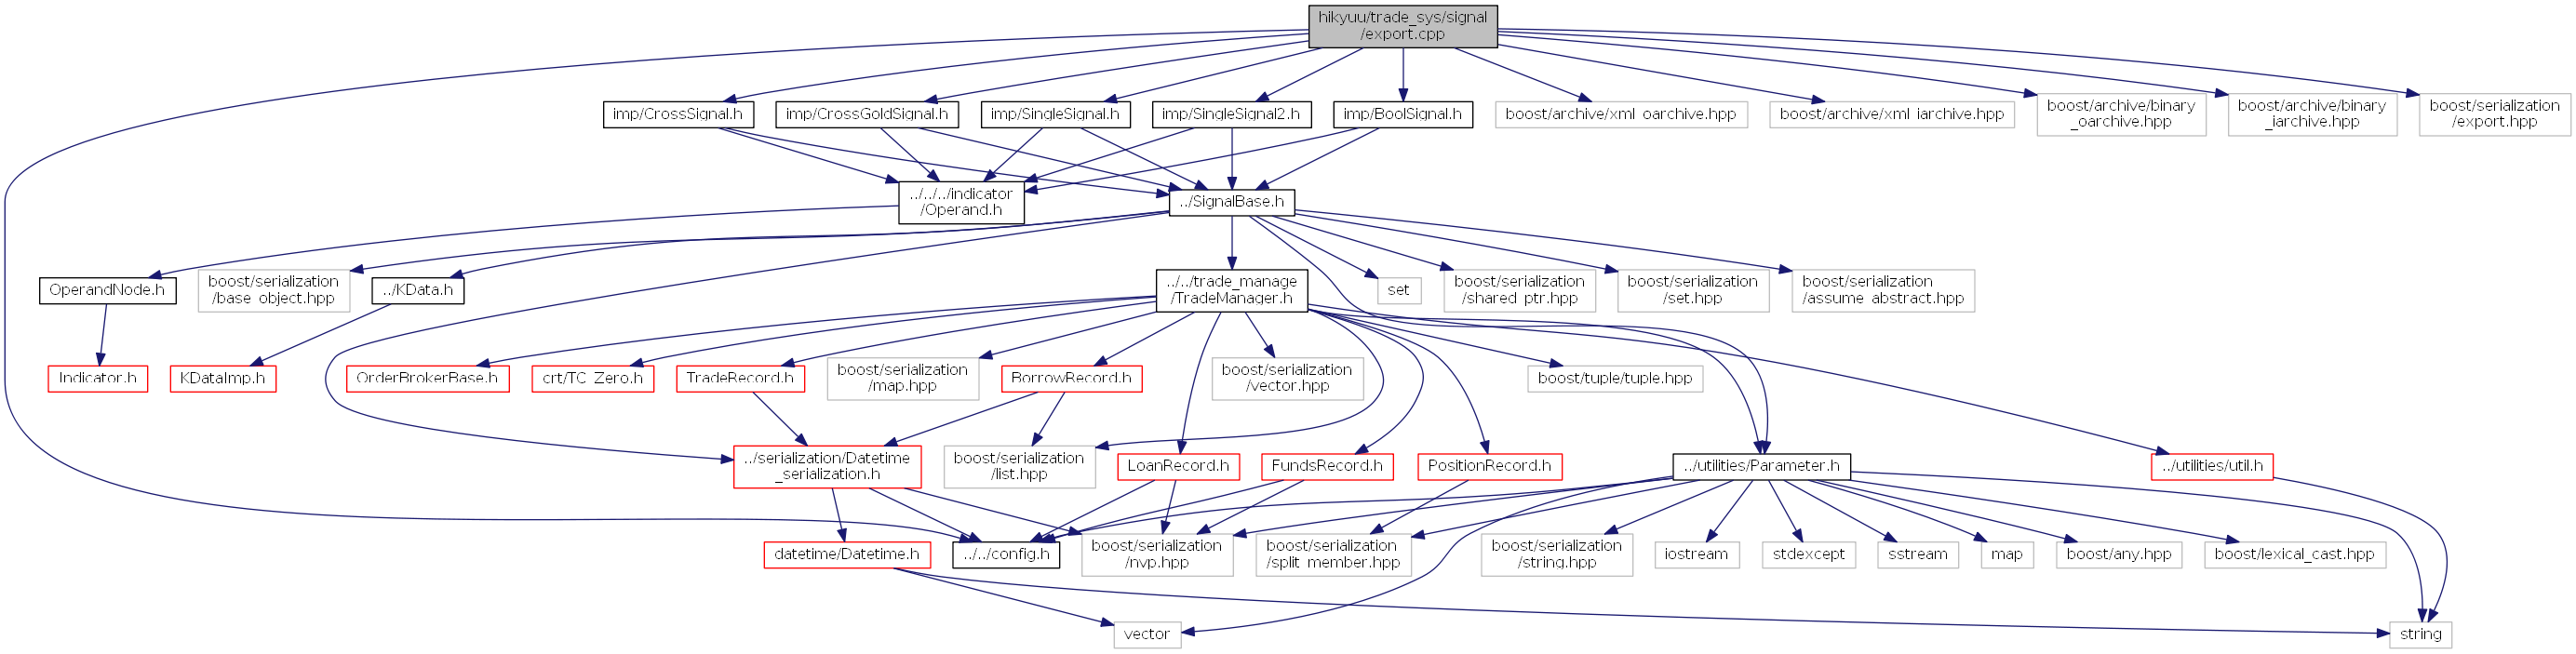 hikyuu/trade_sys/signal
/export.cpp
imp/CrossSignal.h
imp/CrossGoldSignal.h
imp/SingleSignal.h
imp/SingleSignal2.h
imp/BoolSignal.h
boost/archive/xml_oarchive.hpp
boost/archive/xml_iarchive.hpp
boost/archive/binary
_oarchive.hpp
boost/archive/binary
_iarchive.hpp
boost/serialization
/export.hpp
../../../indicator
/Operand.h
../SignalBase.h
OperandNode.h
boost/serialization
/base_object.hpp
../KData.h
../../trade_manage
/TradeManager.h
set
boost/serialization
/shared_ptr.hpp
boost/serialization
/set.hpp
boost/serialization
/assume_abstract.hpp
Indicator.h
KDataImp.h
OrderBrokerBase.h
crt/TC_Zero.h
TradeRecord.h
boost/serialization
/map.hpp
BorrowRecord.h
boost/serialization
/vector.hpp
boost/tuple/tuple.hpp
../serialization/Datetime
_serialization.h
boost/serialization
/list.hpp
LoanRecord.h
FundsRecord.h
PositionRecord.h
../utilities/Parameter.h
../utilities/util.h
datetime/Datetime.h
../../config.h
boost/serialization
/nvp.hpp
boost/serialization
/split_member.hpp
boost/serialization
/string.hpp
iostream
stdexcept
sstream
map
boost/any.hpp
boost/lexical_cast.hpp
vector
string